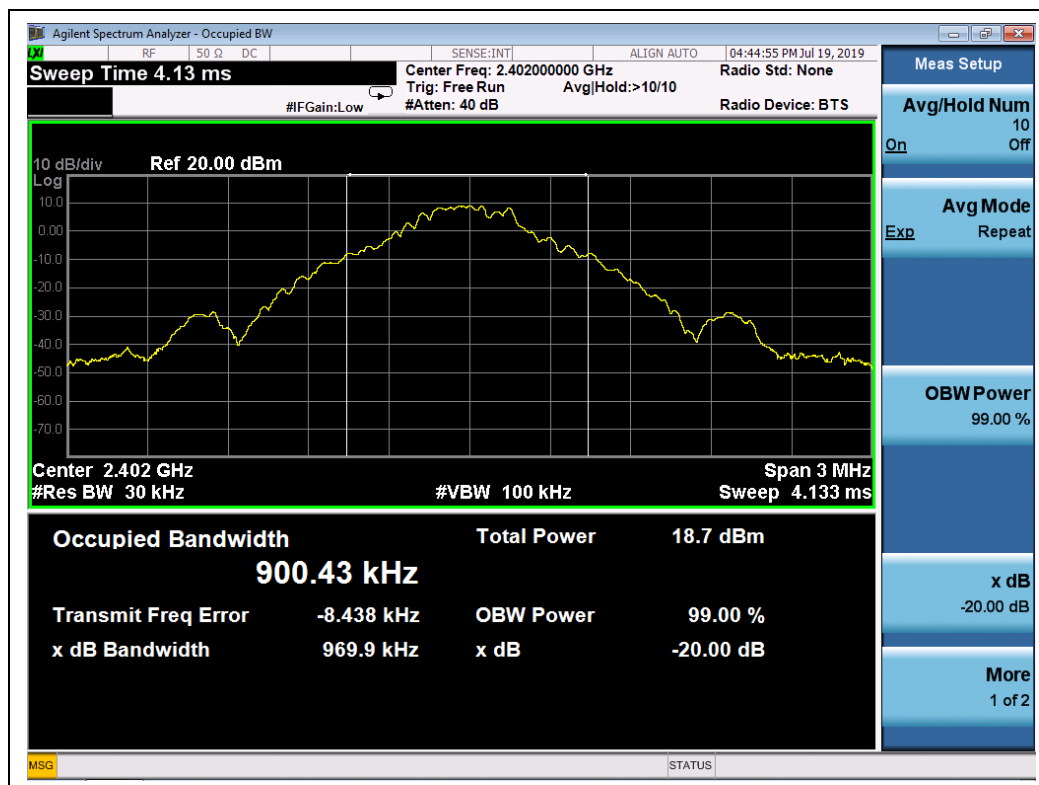 Agilent Spectrum Analyzer - Occupied BW
LXI RF 50 Ω DC SENSE:INT ALIGN AUTO 04:44:55 PM Jul 19, 2019
Sweep Time 4.13 ms
Center Freq: 2.402000000 GHz
Radio Std: None
Trig: Free Run Avg|Hold:>10/10
#IFGain:Low
#Atten: 40 dB
Radio Device: BTS
10 dB/div Ref 20.00 dBm
Log
10.0
0.00
-10.0
-20.0
-30.0
-40.0
-50.0
-60.0
-70.0
Center 2.402 GHz Span 3 MHz
#Res BW 30 kHz #VBW 100 kHz Sweep 4.133 ms
Occupied Bandwidth Total Power 18.7 dBm
900.43 kHz
Transmit Freq Error -8.438 kHz OBW Power 99.00 %
x dB Bandwidth 969.9 kHz x dB -20.00 dB
MSG STATUS
Meas Setup
Avg/Hold Num
10
On Off
Avg Mode
Exp Repeat
OBW Power
99.00 %
x dB
-20.00 dB
More
1 of 2